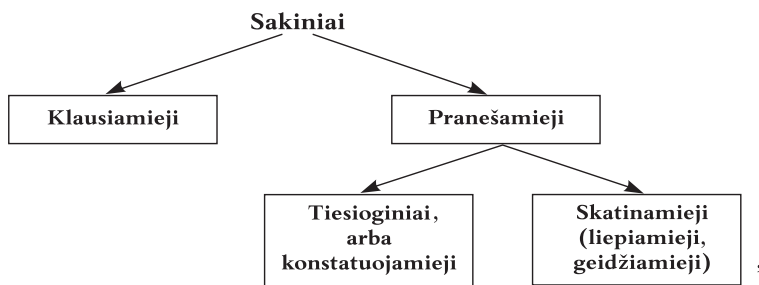 Sakiniai
Klausiamieji
Pranešamieji
Tiesioginiai,
arba
konstatuojamieji
Skatinamieji
(liepiamieji,
geidžiamieji) ,